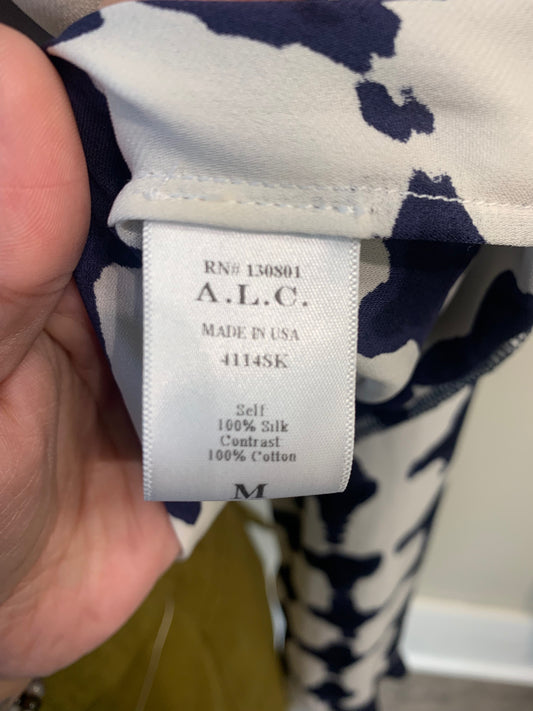 RN# 130801
A.L.C.
MADE IN USA
4114SK
Self
100% Silk
Contrast
100% Cotton
M